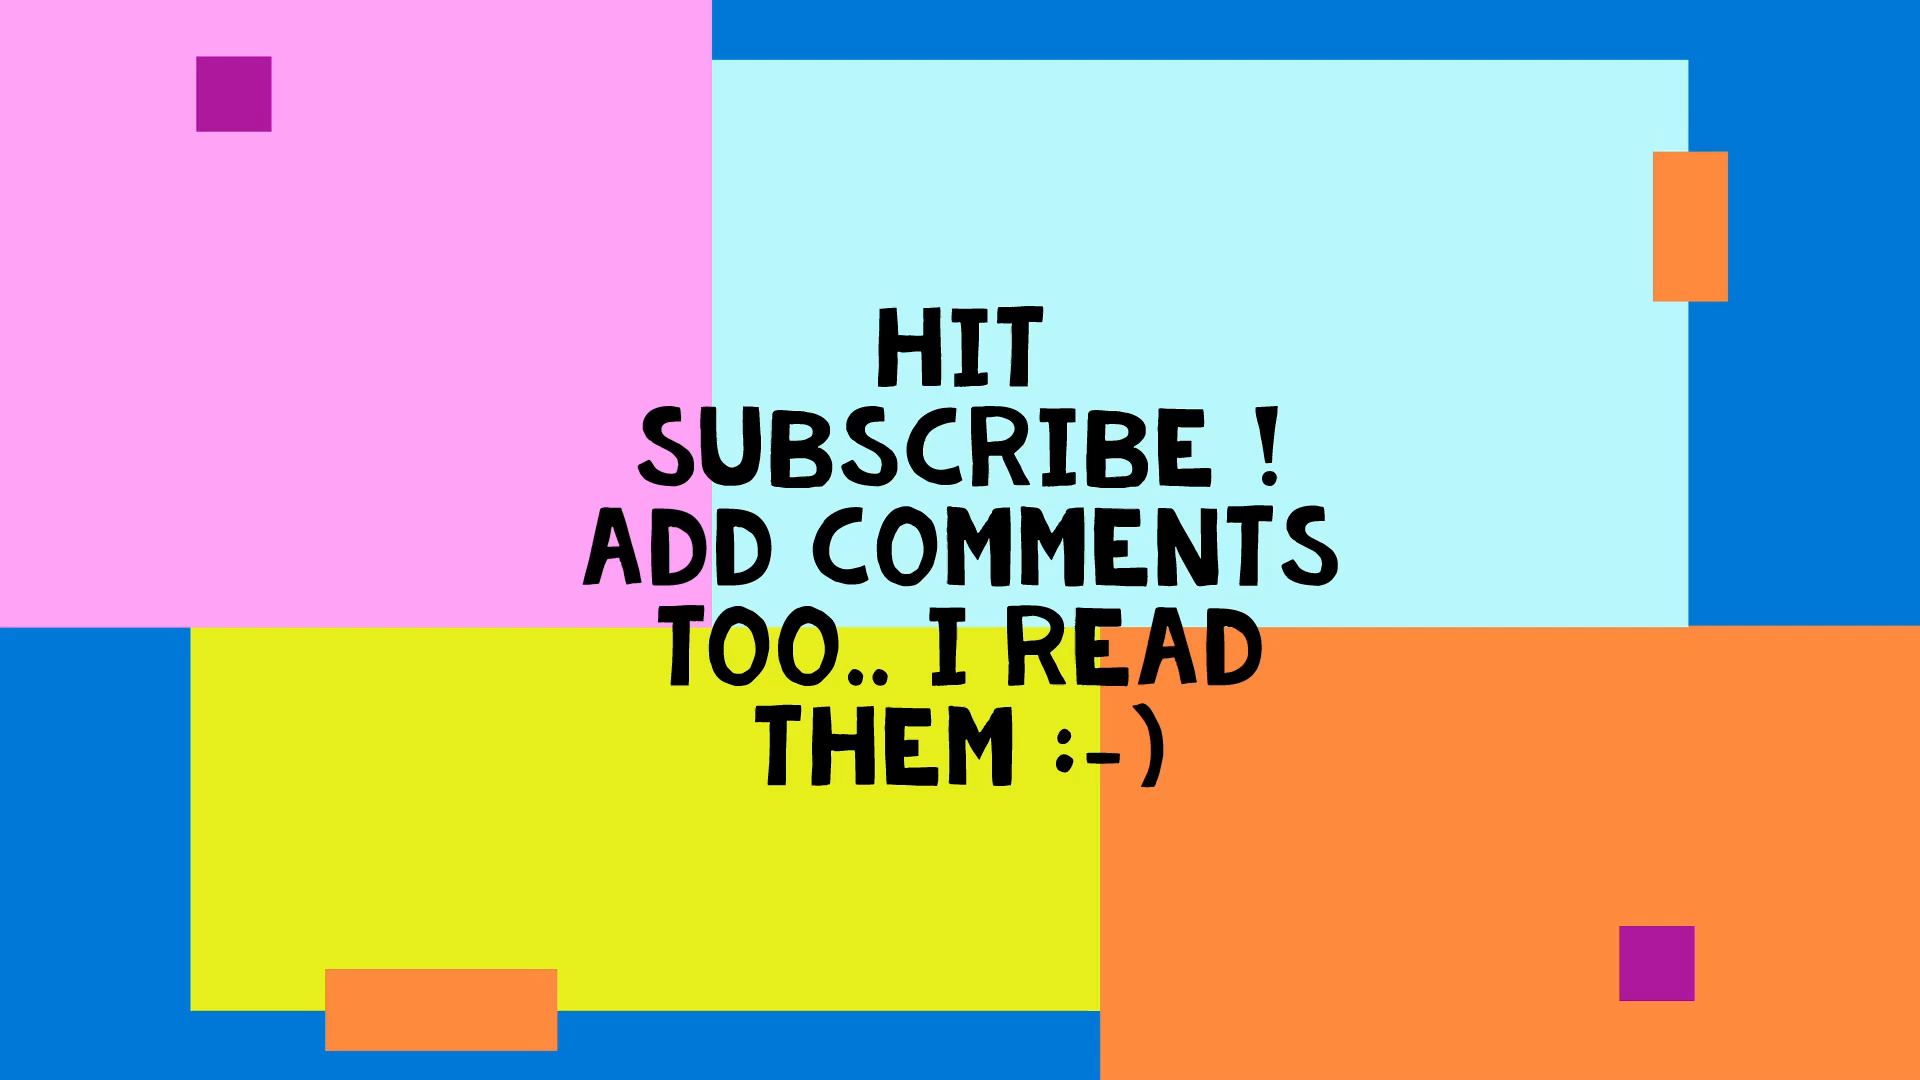 HIT
SUBSCRIBE !
ADD COMMENTS
TOO.. I READ
THEM :-)